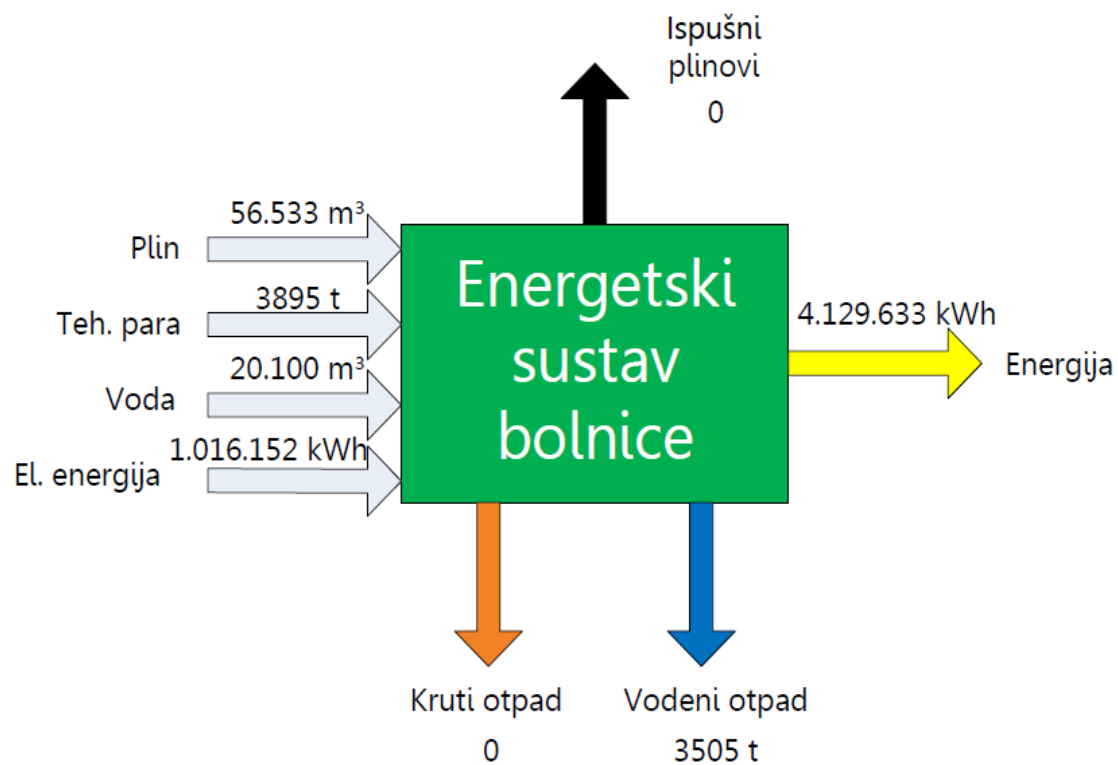 Ispušni
plinovi
0
56.533 m³
Plin
3895 t
Teh. para
20.100 m³
Voda
1.016.152 kWh
El. energija
Energetski
sustav
bolnice
4.129.633 kWh
Energija
Kruti otpad
0
Vodeni otpad
3505 t